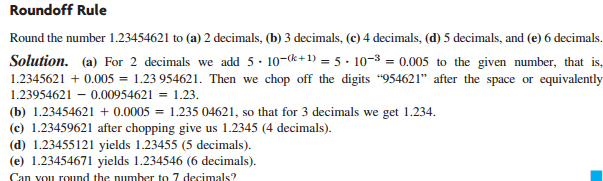 Roundoff Rule
Round the number 1.23454621 to (a) 2 decimals, (b) 3 decimals, (c) 4 decimals, (d) 5 decimals, and (e) 6 decimals.
Solution. (a) For 2 decimals we add 5 · 10^−(k+1) = 5 · 10^−3 = 0.005 to the given number, that is,
1.2345621 + 0.005 = 1.23 954621. Then we chop off the digits “954621” after the space or equivalently
1.23954621 − 0.00954621 = 1.23.
(b) 1.23454621 + 0.0005 = 1.235 04621, so that for 3 decimals we get 1.234.
(c) 1.23459621 after chopping give us 1.2345 (4 decimals).
(d) 1.23455121 yields 1.23455 (5 decimals).
(e) 1.23454671 yields 1.234546 (6 decimals).
Can you round the number to 7 decimals?